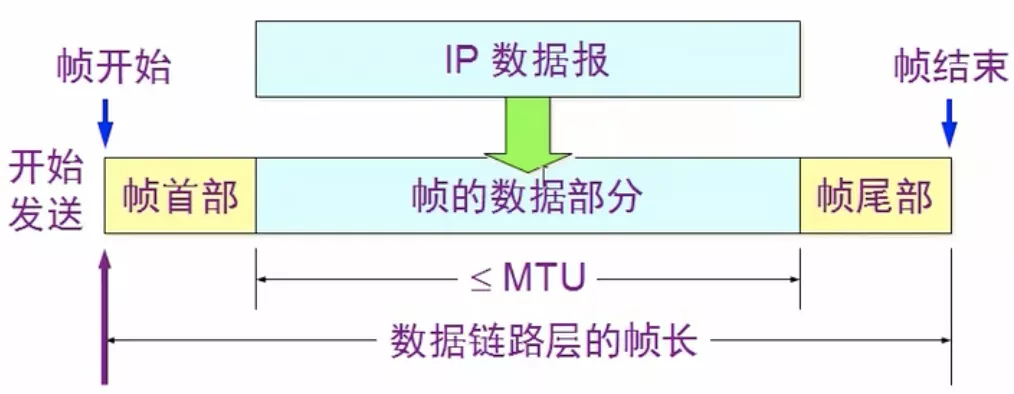 IP 数据报
帧开始
帧结束
开始
发送
帧首部
帧的数据部分
帧尾部
≤ MTU
数据链路层的帧长